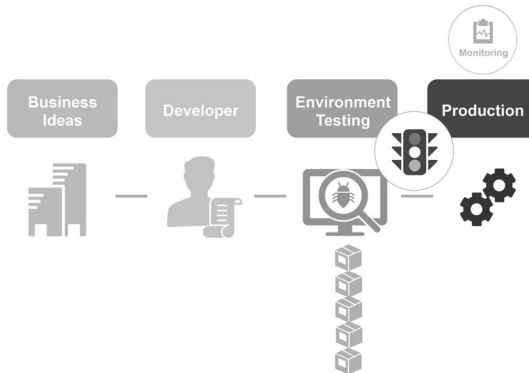 Monitoring
Business
Ideas
Developer
Environment
Testing
Production